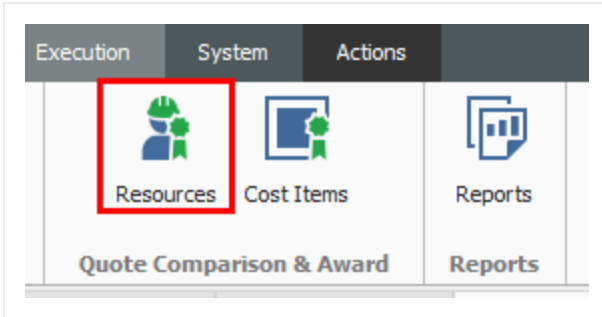 Execution System Actions
Resources Cost Items Reports
Quote Comparison & Award Reports